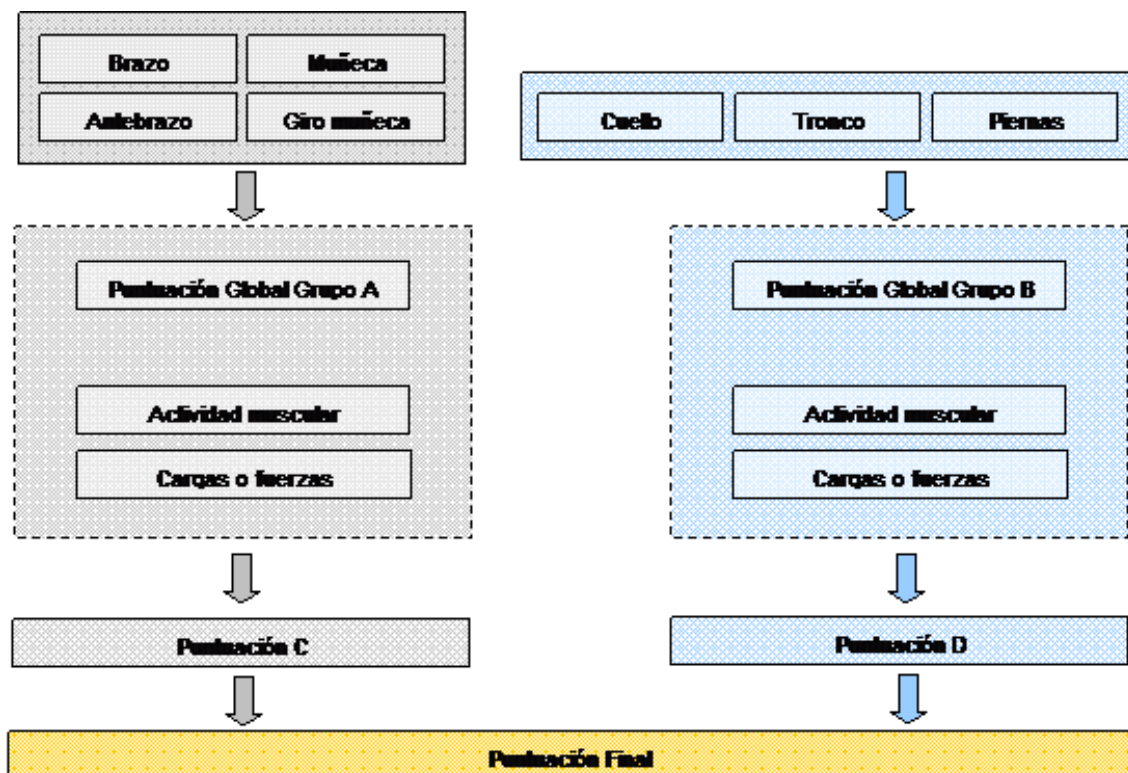 Brazo
Muñeca
Antebrazo
Giro muñeca
Cuello
Tronco
Piernas
Puntuación Global Grupo A
Actividad muscular
Cargas o fuerzas
Puntuación Global Grupo B
Actividad muscular
Cargas o fuerzas
Puntuación C
Puntuación D
Puntuación Final